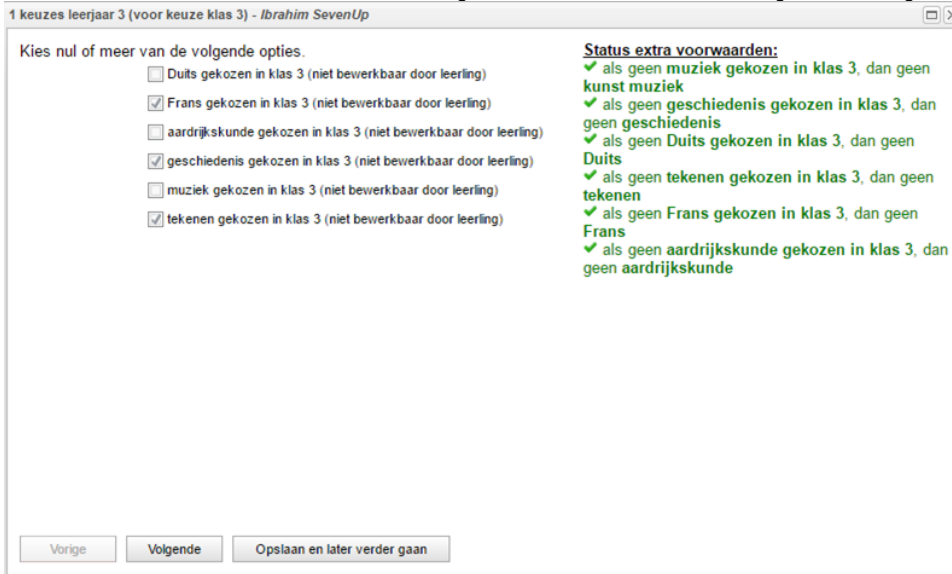 1 keuzes leerjaar 3 (voor keuze klas 3) - Ibrahim SevenUp
Kies nul of meer van de volgende opties.
Duits gekozen in klas 3 (niet bewerkbaar door leerling)
Frans gekozen in klas 3 (niet bewerkbaar door leerling)
aardrijkskunde gekozen in klas 3 (niet bewerkbaar door leerling)
geschiedenis gekozen in klas 3 (niet bewerkbaar door leerling)
muziek gekozen in klas 3 (niet bewerkbaar door leerling)
tekenen gekozen in klas 3 (niet bewerkbaar door leerling)
Status extra voorwaarden:
als geen muziek gekozen in klas 3, dan geen
kunst muziek
als geen geschiedenis gekozen in klas 3, dan
geen geschiedenis
als geen Duits gekozen in klas 3, dan geen
Duits
als geen tekenen gekozen in klas 3, dan geen
tekenen
als geen Frans gekozen in klas 3, dan geen
Frans
als geen aardrijkskunde gekozen in klas 3, dan
geen aardrijkskunde
Vorige
Volgende
Opslaan en later verder gaan